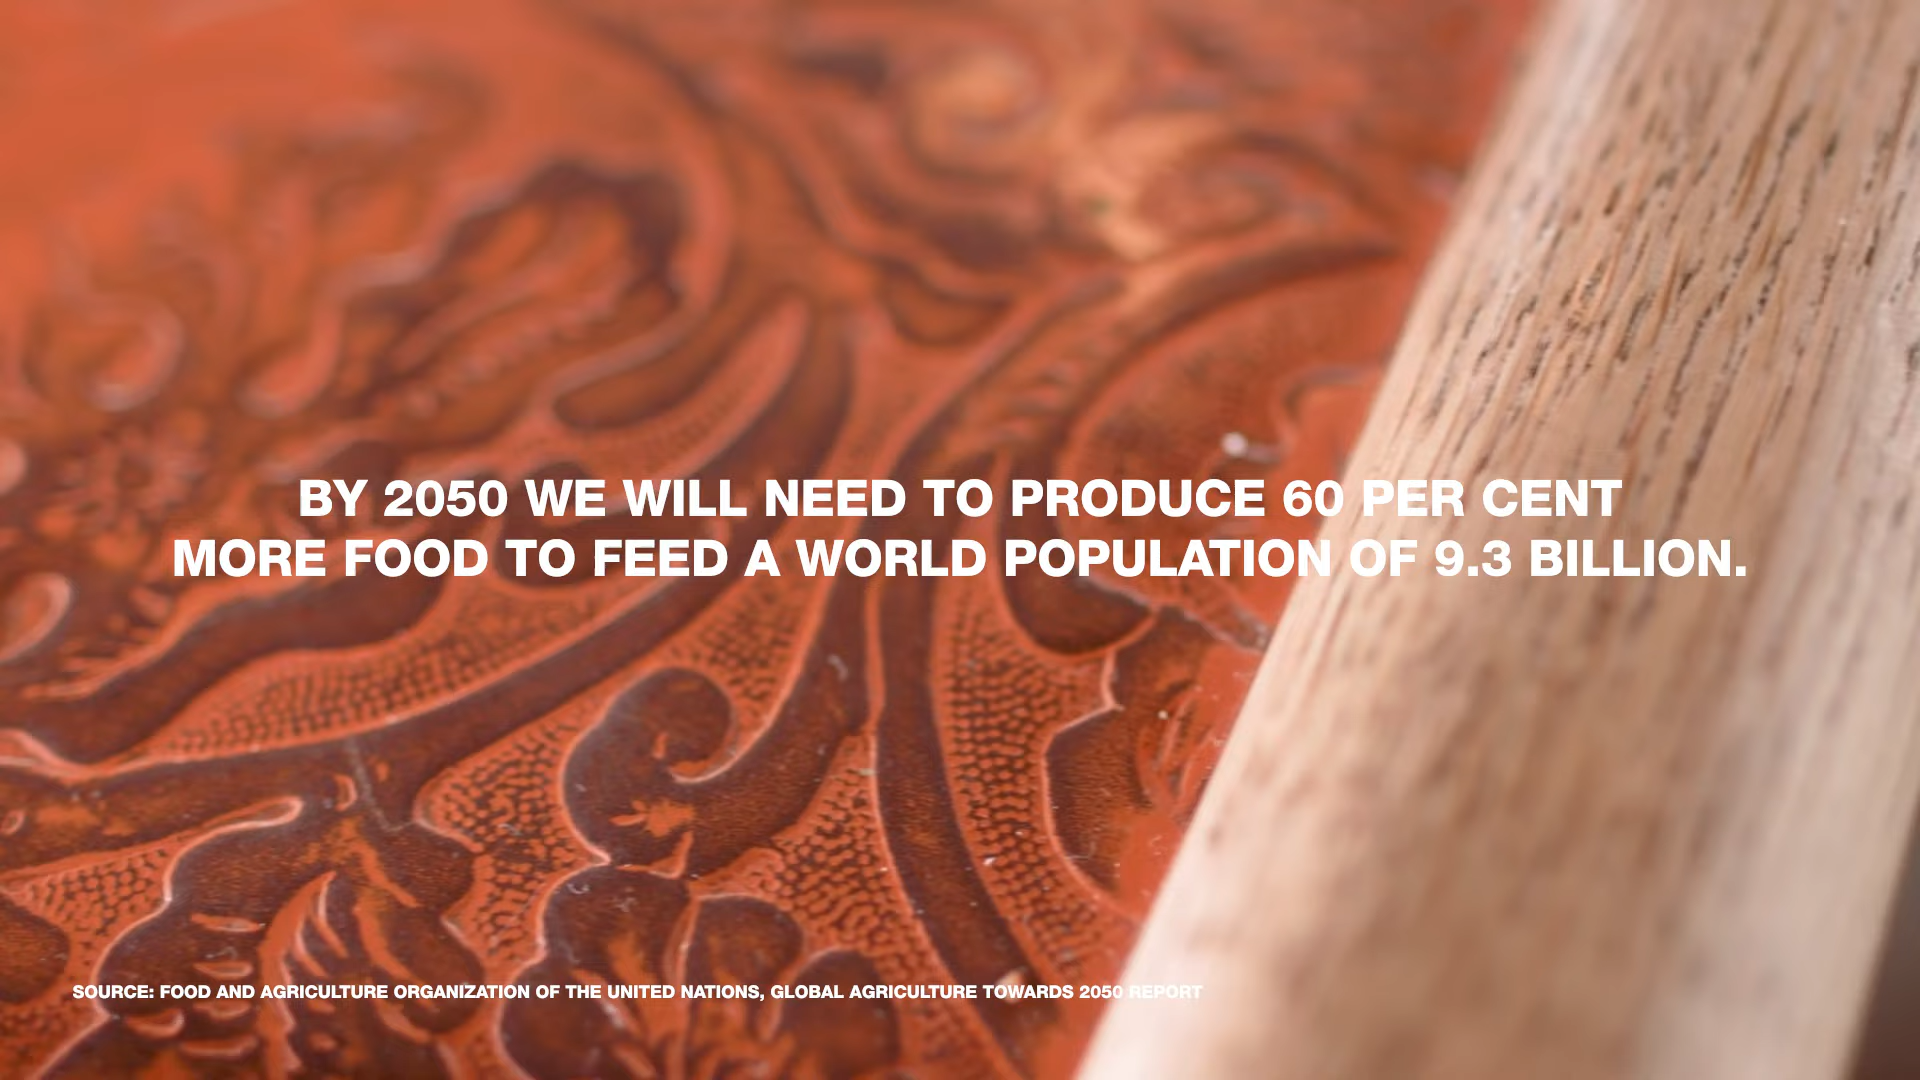 BY 2050 WE WILL NEED TO PRODUCE 60 PER CENT
MORE FOOD TO FEED A WORLD POPULATION OF 9.3 BILLION.
SOURCE: FOOD AND AGRICULTURE ORGANIZATION OF THE UNITED NATIONS, GLOBAL AGRICULTURE TOWARDS 2050 REPORT